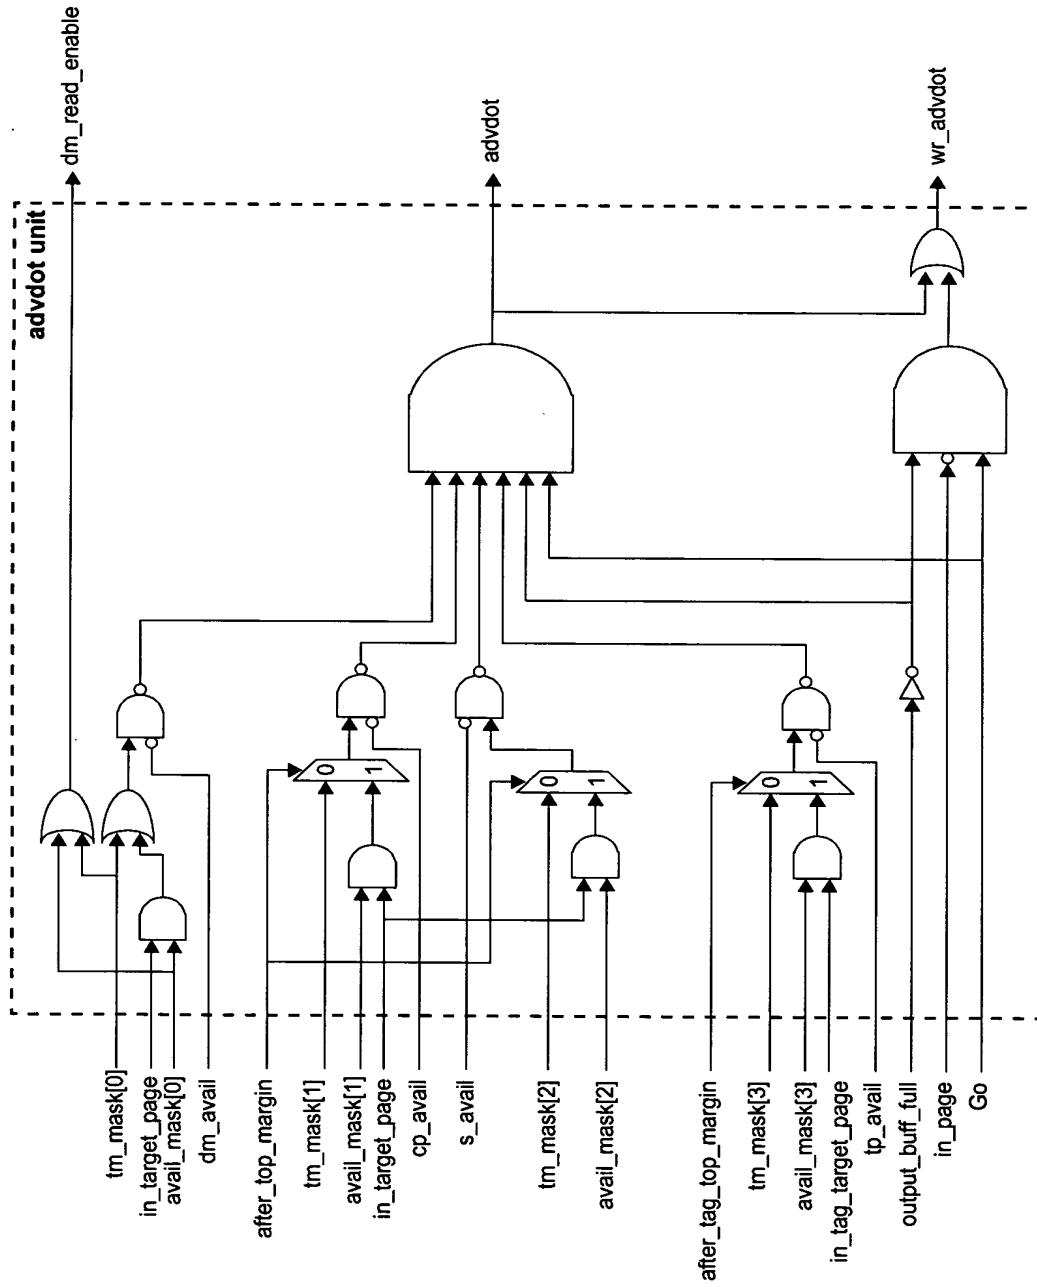 advdot unit
dm_read_enable
advdot
wr_advdot
tm_mask[0]
in_target_page
avail_mask[0]
dm_avail
after_top_margin
0
1
tm_mask[1]
avail_mask[1]
in_target_page
cp_avail
s_avail
0
1
tm_mask[2]
avail_mask[2]
after_tag_top_margin
0
1
tm_mask[3]
avail_mask[3]
in_tag_target_page
tp_avail
output_buff_full
in_page
Go